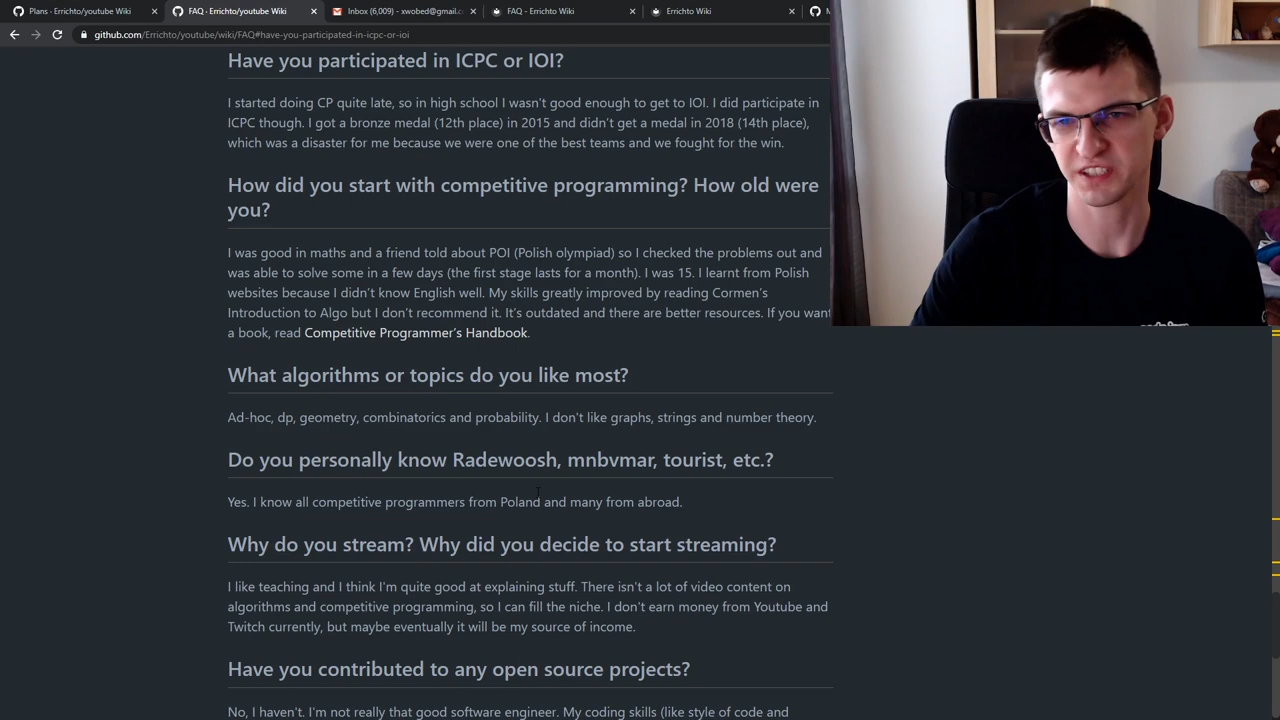 Plans · Errichto/youtube Wiki
FAQ · Errichto/youtube Wiki
Inbox (6,009) - xwobed@gmail.c
FAQ - Errichto Wiki
Errichto Wiki
github.com/Errichto/youtube/wiki/FAQ#have-you-participated-in-icpc-or-ioi
Have you participated in ICPC or IOI?
I started doing CP quite late, so in high school I wasn't good enough to get to IOI. I did participate in
ICPC though. I got a bronze medal (12th place) in 2015 and didn't get a medal in 2018 (14th place),
which was a disaster for me because we were one of the best teams and we fought for the win.
How did you start with competitive programming? How old were
you?
I was good in maths and a friend told about POI (Polish olympiad) so I checked the problems out and
was able to solve some in a few days (the first stage lasts for a month). I was 15. I learnt from Polish
websites because I didn't know English well. My skills greatly improved by reading Cormen's
Introduction to Algo but I don't recommend it. It's outdated and there are better resources. If you want
a book, read Competitive Programmer's Handbook.
What algorithms or topics do you like most?
Ad-hoc, dp, geometry, combinatorics and probability. I don't like graphs, strings and number theory.
Do you personally know Radewoosh, mnbvmar, tourist, etc.?
Yes. I know all competitive programmers from Poland and many from abroad.
Why do you stream? Why did you decide to start streaming?
I like teaching and I think I'm quite good at explaining stuff. There isn't a lot of video content on
algorithms and competitive programming, so I can fill the niche. I don't earn money from Youtube and
Twitch currently, but maybe eventually it will be my source of income.
Have you contributed to any open source projects?
No, I haven't. I'm not really that good software engineer. My coding skills (like style of code and